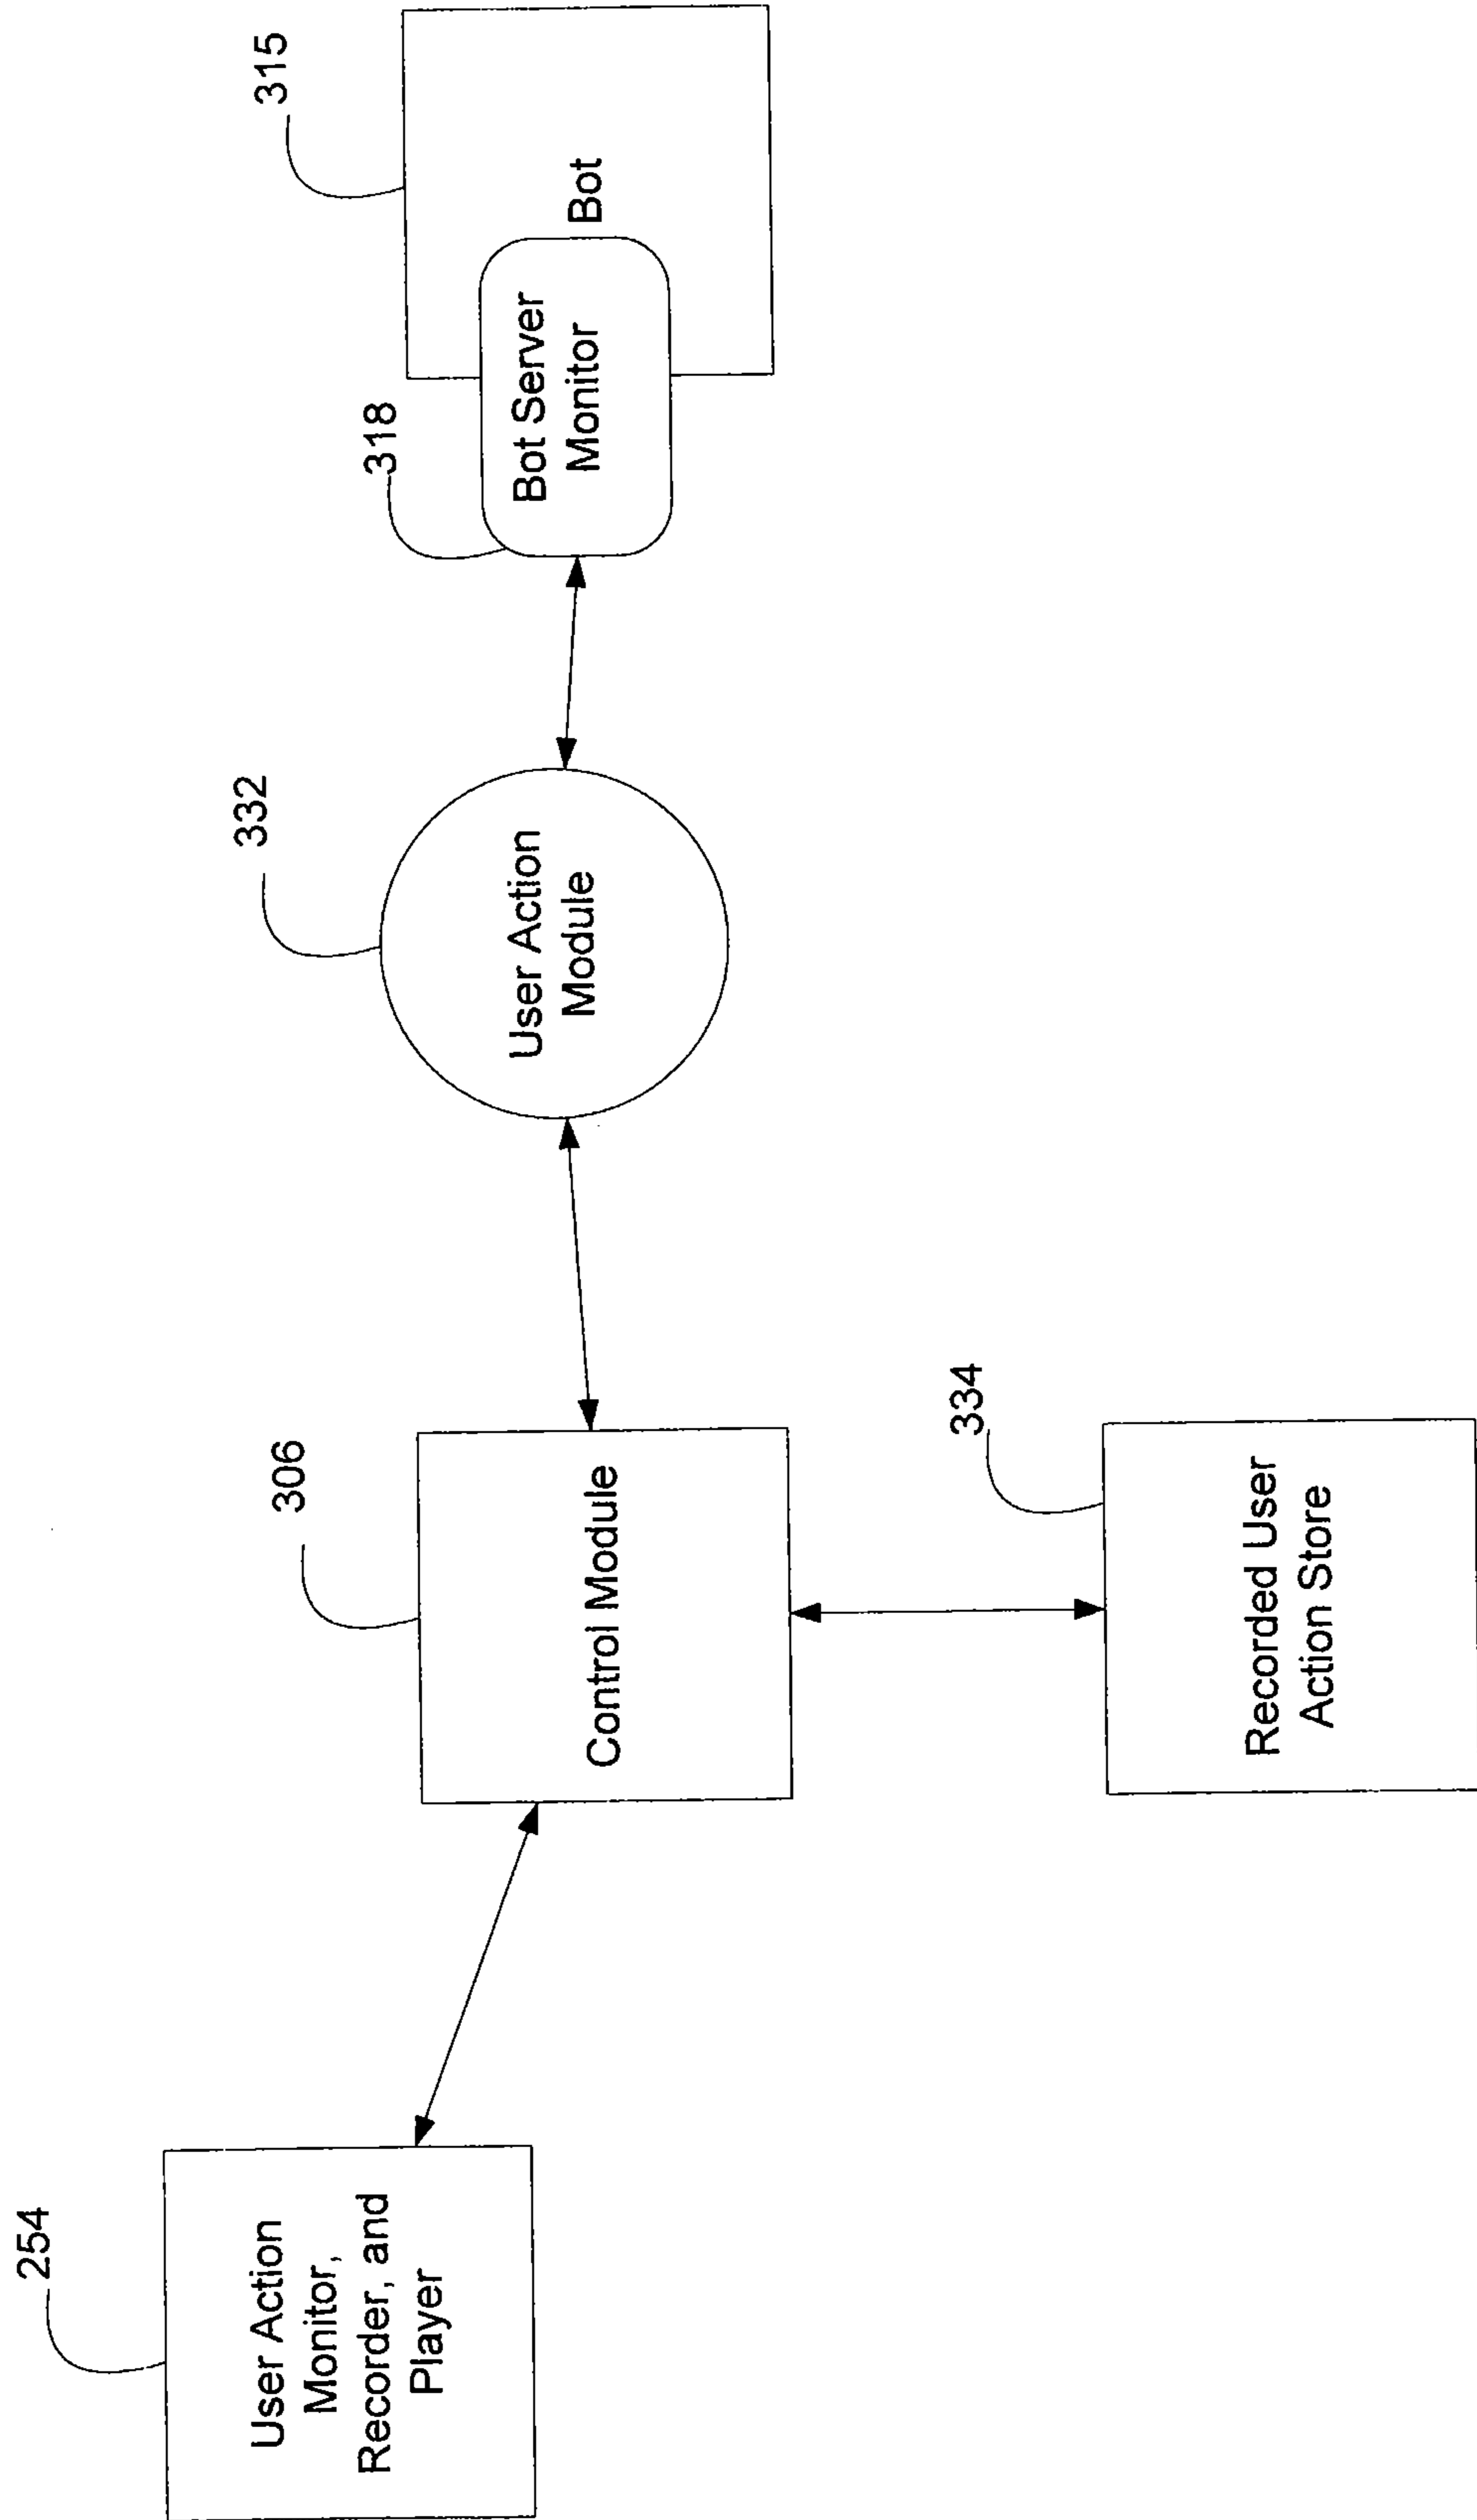 254
User Action
Monitor,
Recorder, and
Player
306
Control Module
334
Recorded User
Action Store
332
User Action
Module
318
Bot Server
Monitor
315
Bot